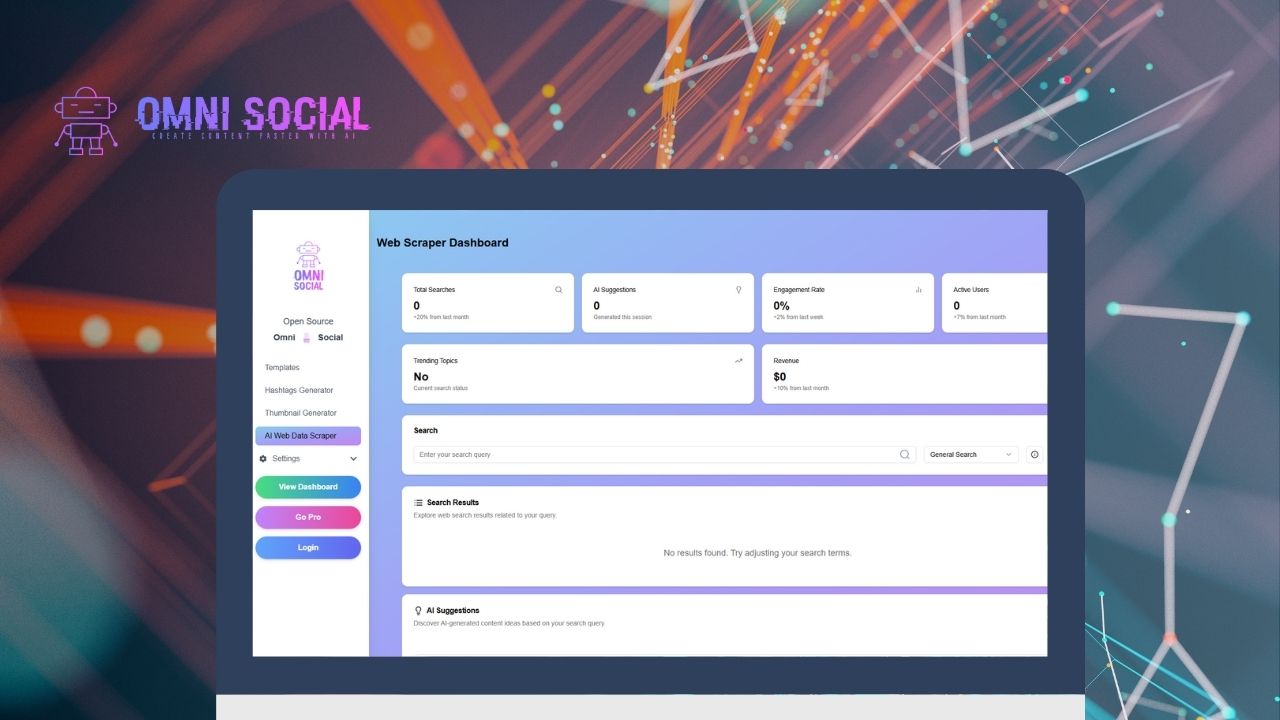 OMNI SOCIAL
CREATE CONTENT FASTER WITH AI
OMNI
SOCIAL
Open Source
Omni Social
Templates
Hashtags Generator
Thumbnail Generator
AI Web Data Scraper
Settings
View Dashboard
Go Pro
Login
Web Scraper Dashboard
Total Searches
0
+20% from last month
AI Suggestions
0
Generated this session
Engagement Rate
0%
+2% from last week
Active Users
0
+7% from last month
Trending Topics
No
Current search status
Revenue
$0
+10% from last month
Search
Enter your search query
General Search
Search Results
Explore web search results related to your query.
No results found. Try adjusting your search terms.
AI Suggestions
Discover AI-generated content ideas based on your search query.